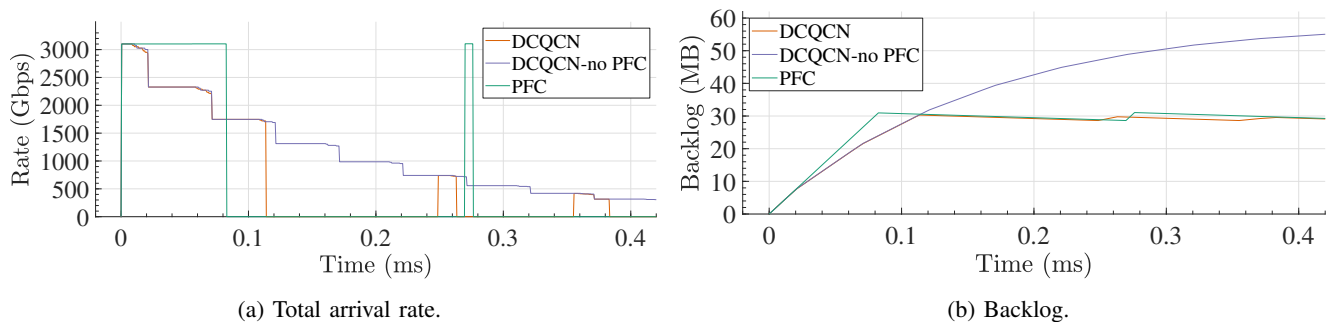 DCQCN
DCQCN-no PFC
PFC
3000
2500
2000
1500
1000
500
0
Rate (Gbps)
0
0.1
0.2
0.3
0.4
Time (ms)
(a) Total arrival rate.
DCQCN
DCQCN-no PFC
PFC
60
50
40
30
20
10
0
Backlog (MB)
0
0.1
0.2
0.3
0.4
Time (ms)
(b) Backlog.